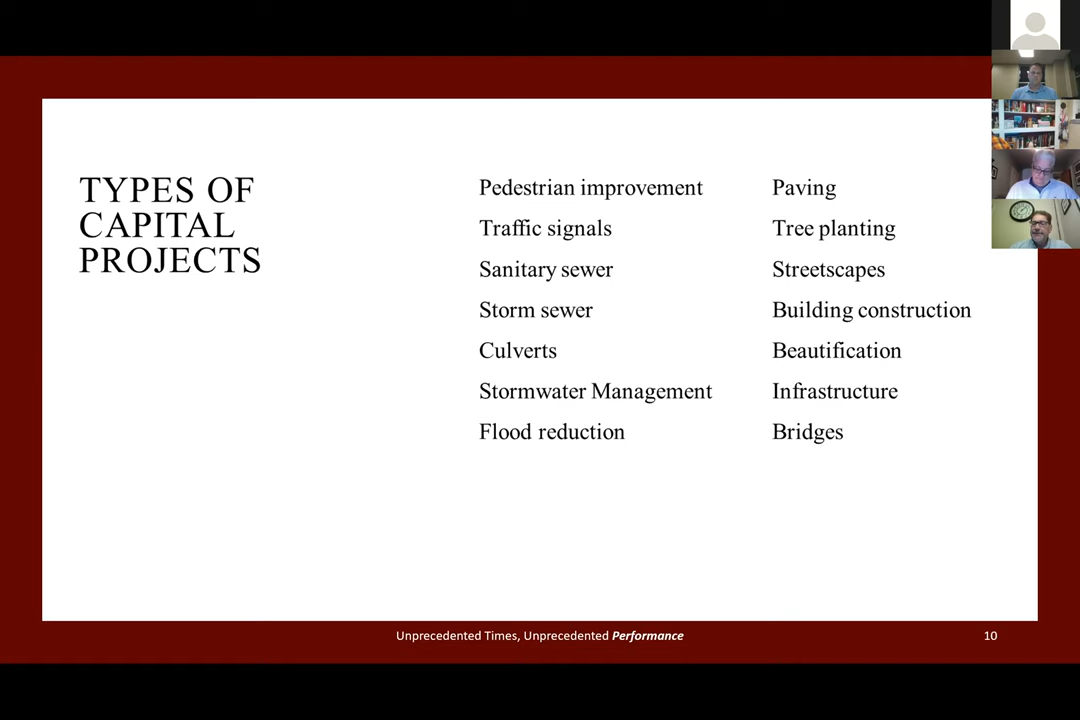 TYPES OF
CAPITAL
PROJECTS
Pedestrian improvement
Traffic signals
Sanitary sewer
Storm sewer
Culverts
Stormwater Management
Flood reduction
Paving
Tree planting
Streetscapes
Building construction
Beautification
Infrastructure
Bridges
Unprecedented Times, Unprecedented Performance
10